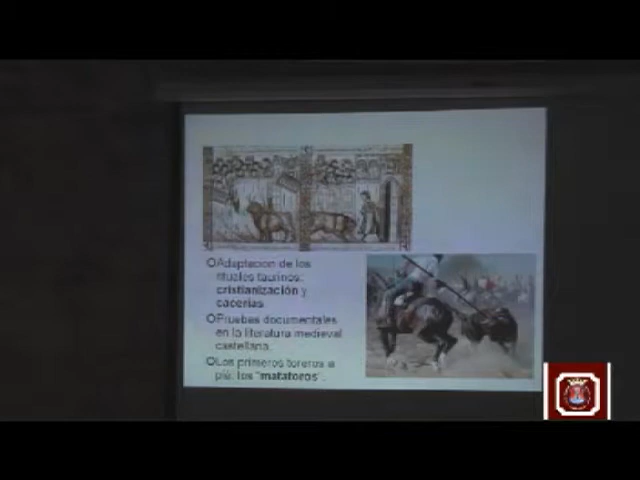 Adaptacion de los
rituales taurinos:
cristianización y
cacerías
Pruebas documentales
en la literatura medieval
castellana.
Los primeros toreros a
pie: los "matatoros".